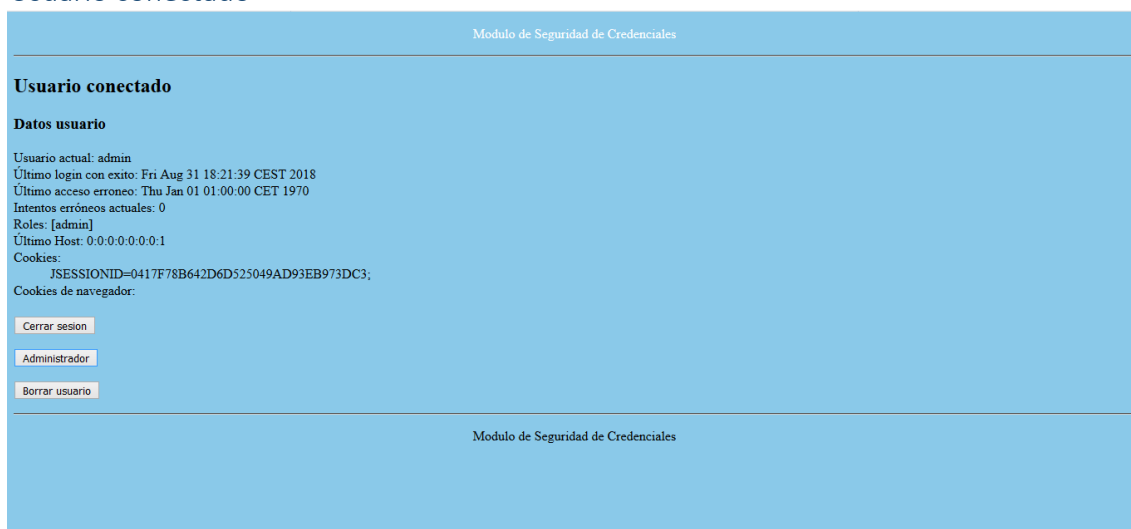 Usuario conectado
Modulo de Seguridad de Credenciales
Usuario conectado
Datos usuario
Usuario actual: admin
Último login con exito: Fri Aug 31 18:21:39 CEST 2018
Último acceso erroneo: Thu Jan 01 01:00:00 CET 1970
Intentos erróneos actuales: 0
Roles: [admin]
Último Host: 0:0:0:0:0:0:0:1
Cookies:
JSESSIONID=0417F78B642D6D525049AD93EB973DC3;
Cookies de navegador:
Cerrar sesion
Administrador
Borrar usuario
Modulo de Seguridad de Credenciales